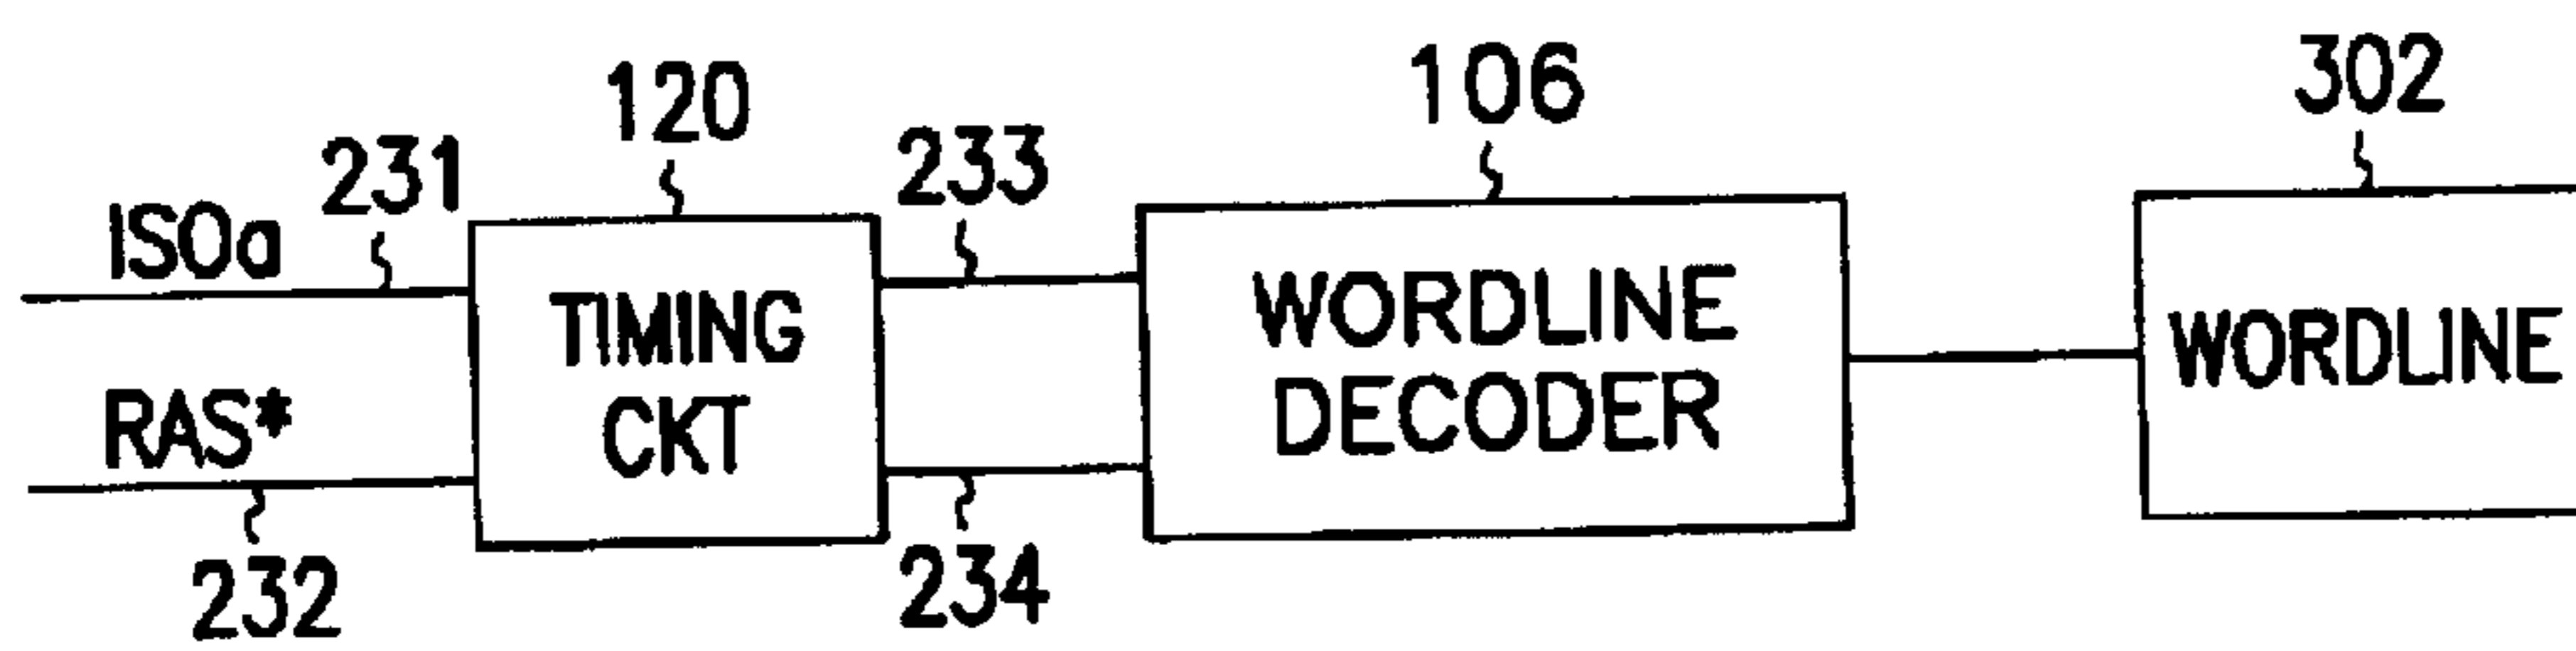 120
106
302
231
233
ISOa
TIMING
CKT
WORDLINE
DECODER
WORDLINE
RAS*
232
234